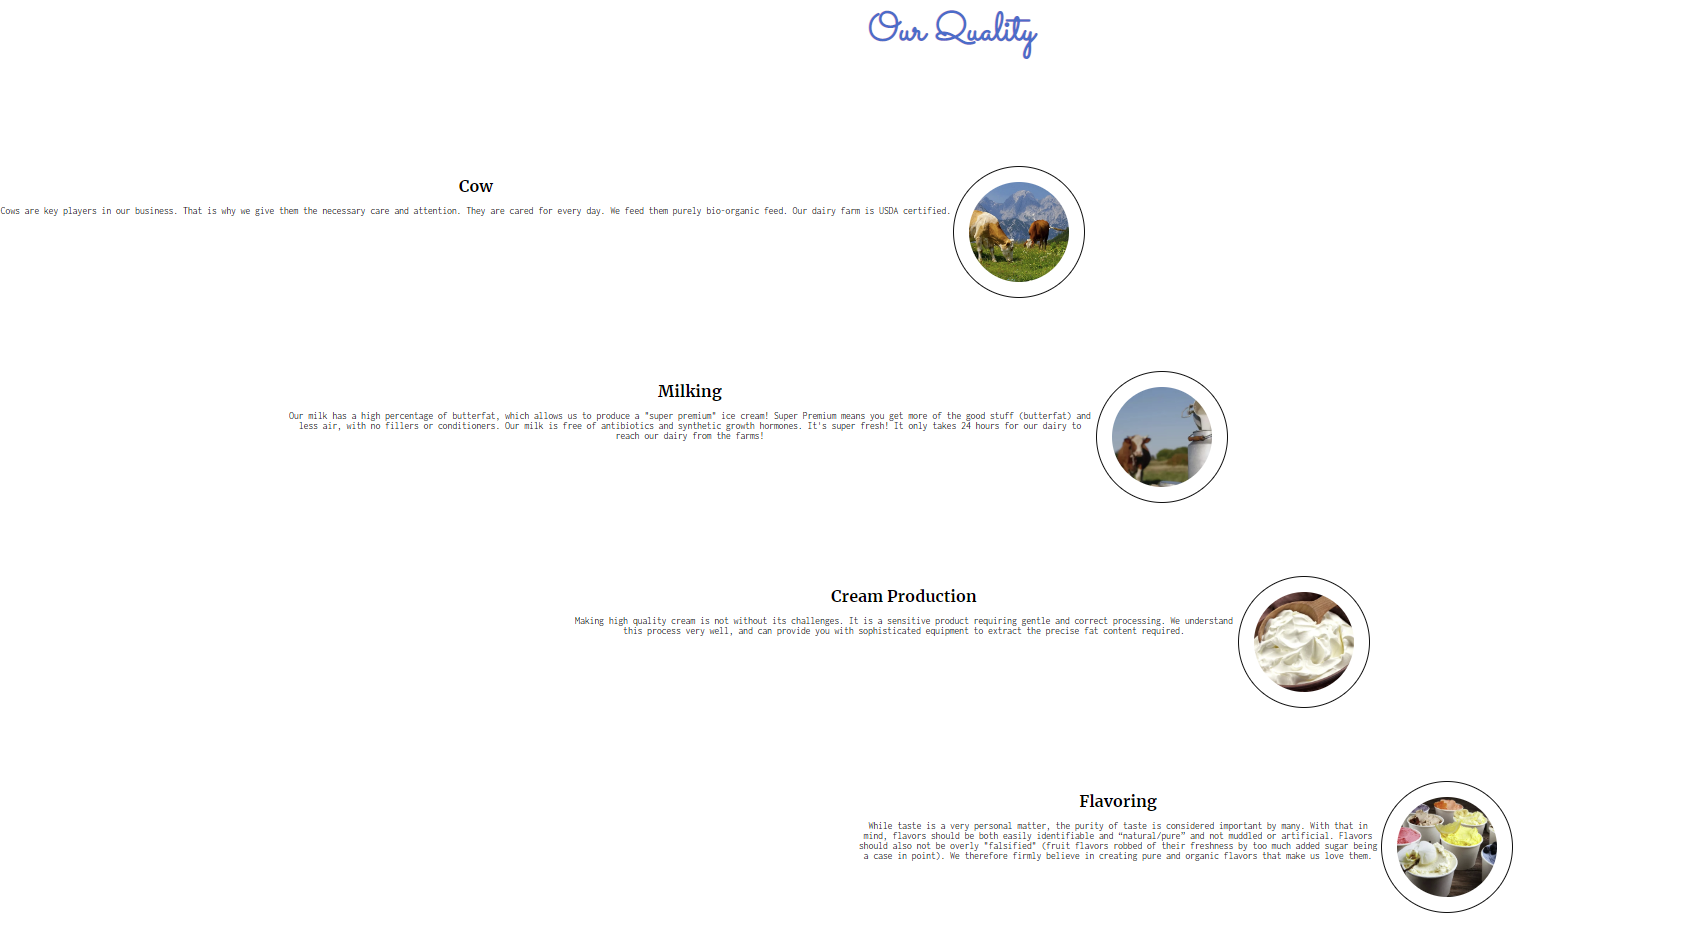 Our Quality
Cow
Cows are key players in our business. That is why we give them the necessary care and attention. They are cared for every day. We feed them purely bio-organic feed. Our dairy farm is USDA certified.
Milking
Our milk has a high percentage of butterfat, which allows us to produce a "super premium" ice cream! Super Premium means you get more of the good stuff (butterfat) and
less air, with no fillers or conditioners. Our milk is free of antibiotics and synthetic growth hormones. It's super fresh! It only takes 24 hours for our dairy to
reach our dairy from the farms!
Cream Production
Making high quality cream is not without its challenges. It is a sensitive product requiring gentle and correct processing. We understand
this process very well, and can provide you with sophisticated equipment to extract the precise fat content required.
Flavoring
While taste is a very personal matter, the purity of taste is considered important by many. With that in
mind, flavors should be both easily identifiable and “natural/pure” and not muddled or artificial. Flavors
should also not be overly "falsified" (fruit flavors robbed of their freshness by too much added sugar being
a case in point). We therefore firmly believe in creating pure and organic flavors that make us love them.